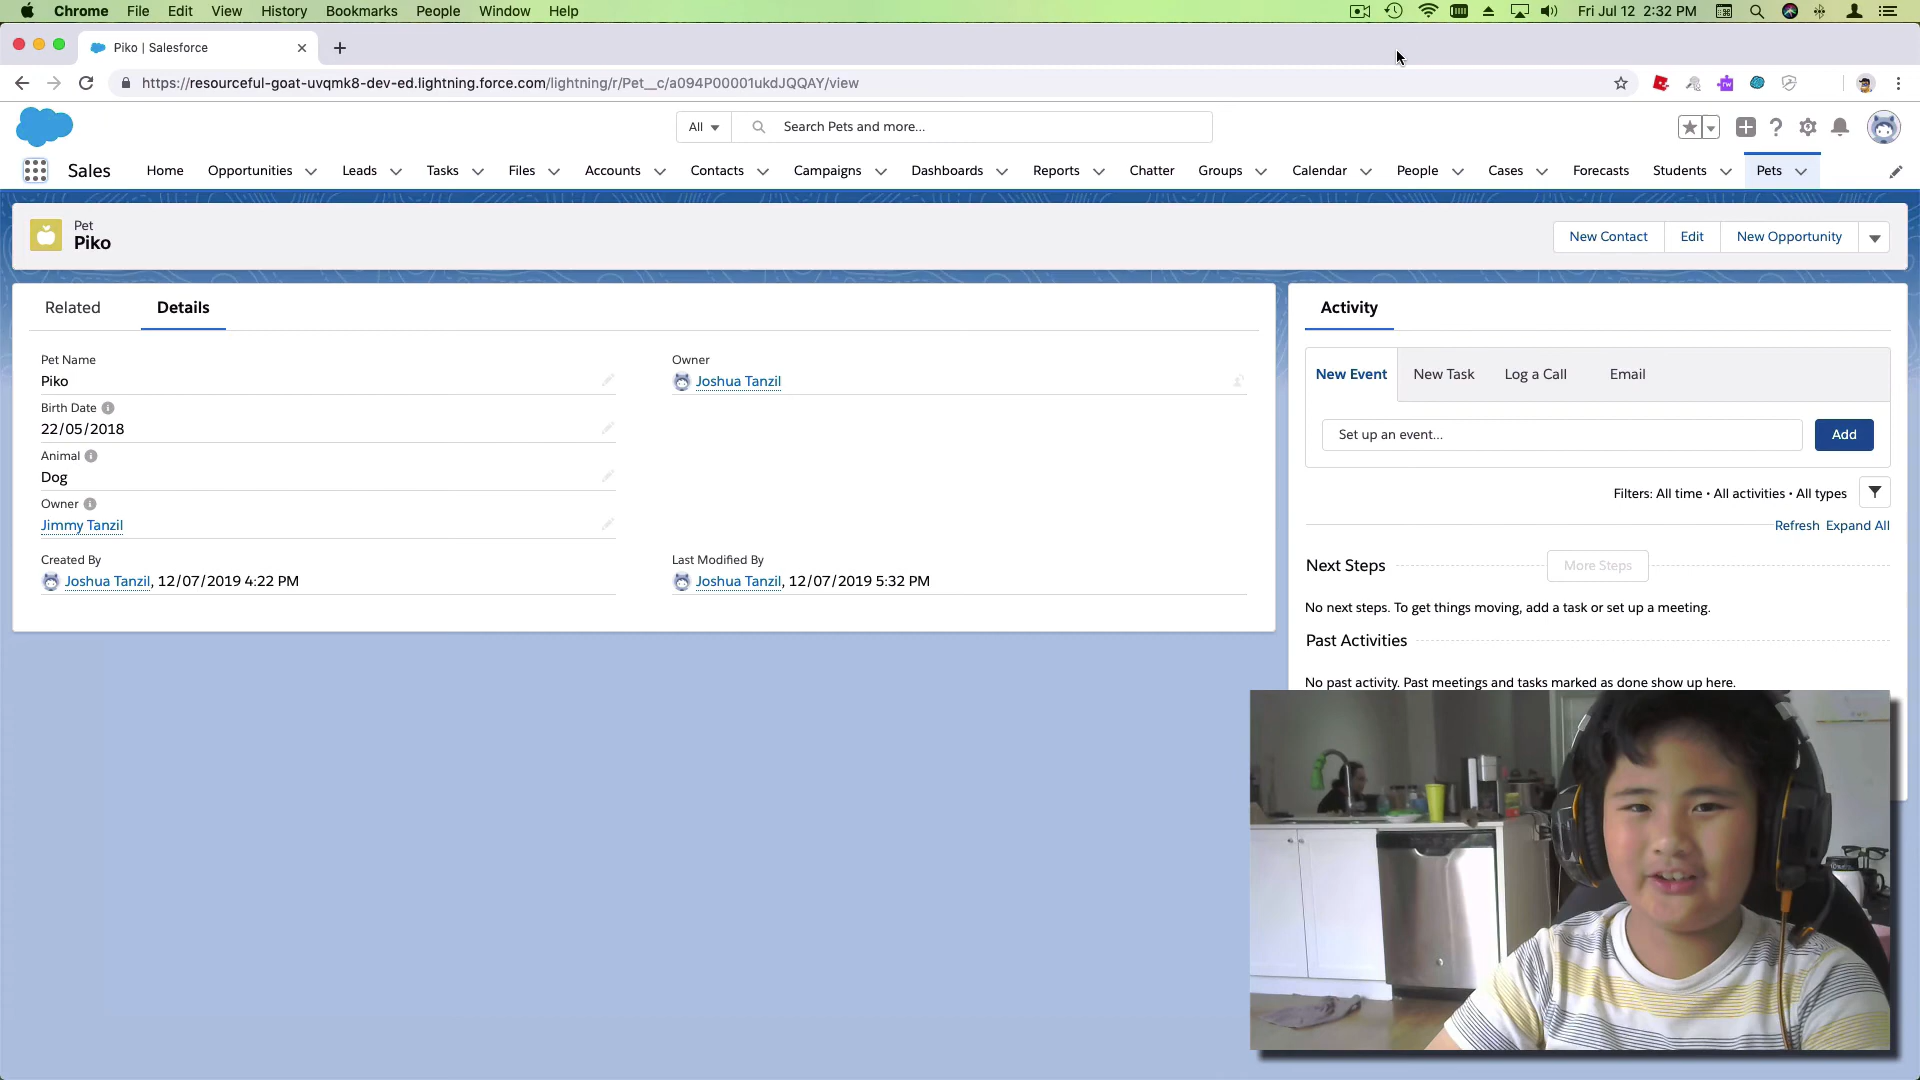 Chrome File Edit View History Bookmarks People Window Help Fri Jul 12 2:32 PM
Piko | Salesforce
https://resourceful-goat-uvqmk8-dev-ed.lightning.force.com/lightning/r/Pet__c/a094P00001ukdJQQAY/view
All Search Pets and more...
Sales Home Opportunities Leads Tasks Files Accounts Contacts Campaigns Dashboards Reports Chatter Groups Calendar People Cases Forecasts Students Pets
Pet
Piko
New Contact Edit New Opportunity
Related Details
Pet Name
Piko
Owner
Joshua Tanzil
Birth Date
22/05/2018
Animal
Dog
Owner
Jimmy Tanzil
Created By
Joshua Tanzil, 12/07/2019 4:22 PM
Last Modified By
Joshua Tanzil, 12/07/2019 5:32 PM
Activity
New Event New Task Log a Call Email
Set up an event... Add
Filters: All time • All activities • All types
Refresh Expand All
Next Steps More Steps
No next steps. To get things moving, add a task or set up a meeting.
Past Activities
No past activity. Past meetings and tasks marked as done show up here.